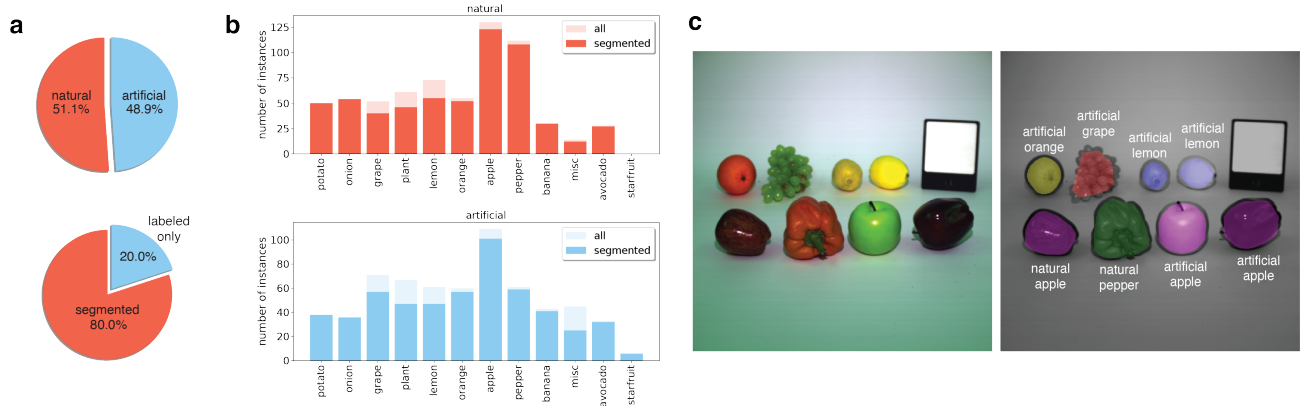 a
natural
51.1%
artificial
48.9%
labeled
only
20.0%
segmented
80.0%
b
natural
number of instances
125
100
75
50
25
0
all
segmented
potato
onion
grape
plant
lemon
orange
apple
pepper
banana
misc
avocado
starfruit
artificial
number of instances
100
80
60
40
20
0
all
segmented
potato
onion
grape
plant
lemon
orange
apple
pepper
banana
misc
avocado
starfruit
c
artificial
orange
artificial
grape
artificial
lemon
artificial
lemon
natural
apple
natural
pepper
artificial
apple
artificial
apple